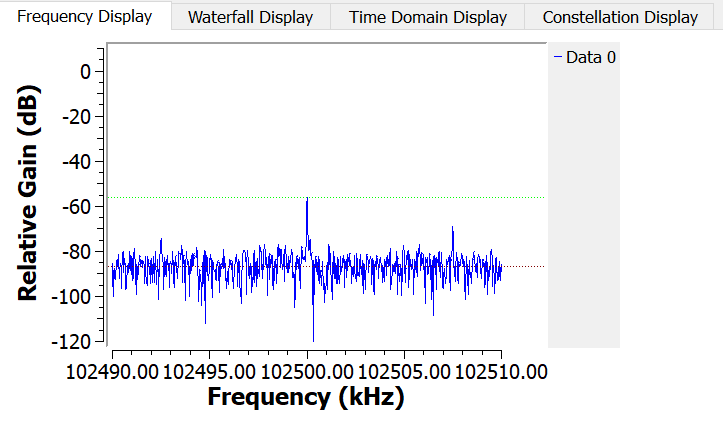 Frequency Display Waterfall Display Time Domain Display Constellation Display
Data 0
Relative Gain (dB)
0
-20
-40
-60
-80
-100
-120
102490.00 102495.00 102500.00 102505.00 102510.00
Frequency (kHz)